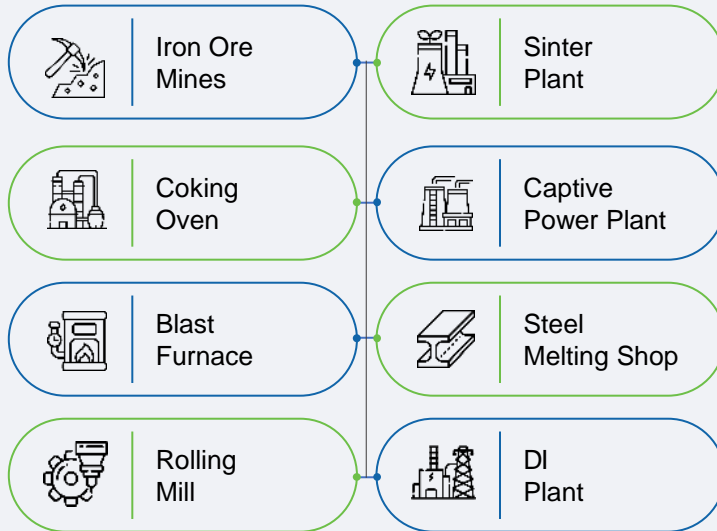 Iron Ore
Mines
Sinter
Plant
Coking
Oven
Captive
Power Plant
Blast
Furnace
Steel
Melting Shop
Rolling
Mill
DI
Plant